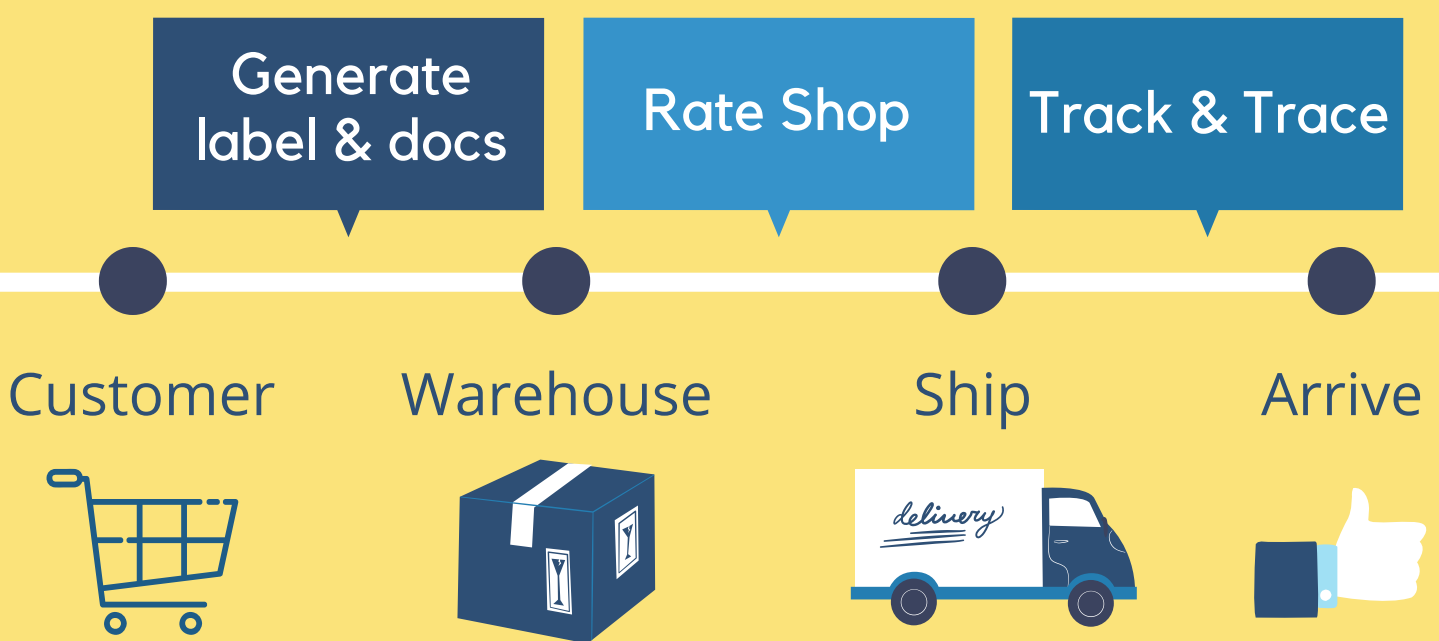 Generate
label & docs
Rate Shop
Track & Trace
Customer
Warehouse
Ship
Arrive
delivery